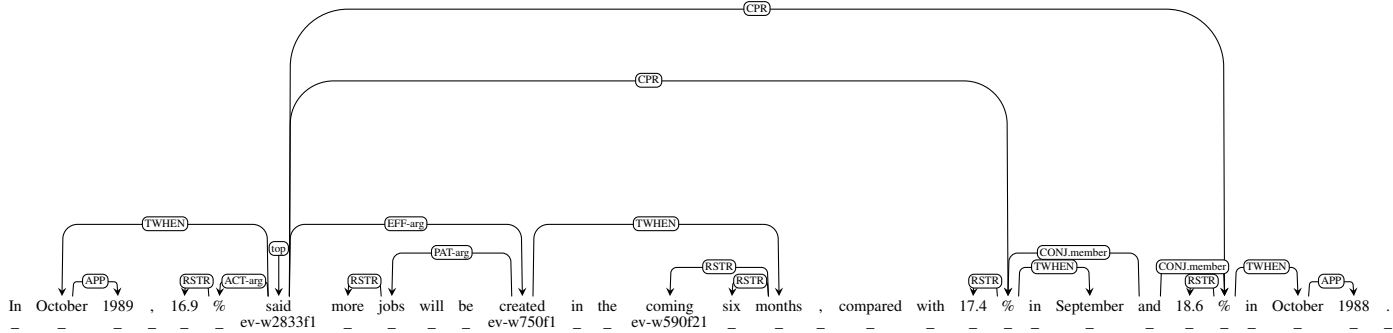 CPR
CPR
TWHEN EFF-arg TWHEN
top
PAT-arg CONJ.member
RSTR TWHEN CONJ.member TWHEN
APP RSTR ACT-arg RSTR RSTR RSTR RSTR APP
In October 1989 , 16.9 % said more jobs will be created in the coming six months , compared with 17.4 % in September and 18.6 % in October 1988 .
_ _ _ _ _ _ ev-w2833f1 _ _ _ _ ev-w750f1 _ _ ev-w590f21 _ _ _ _ _ _ _ _ _ _ _ _ _ _ _ _